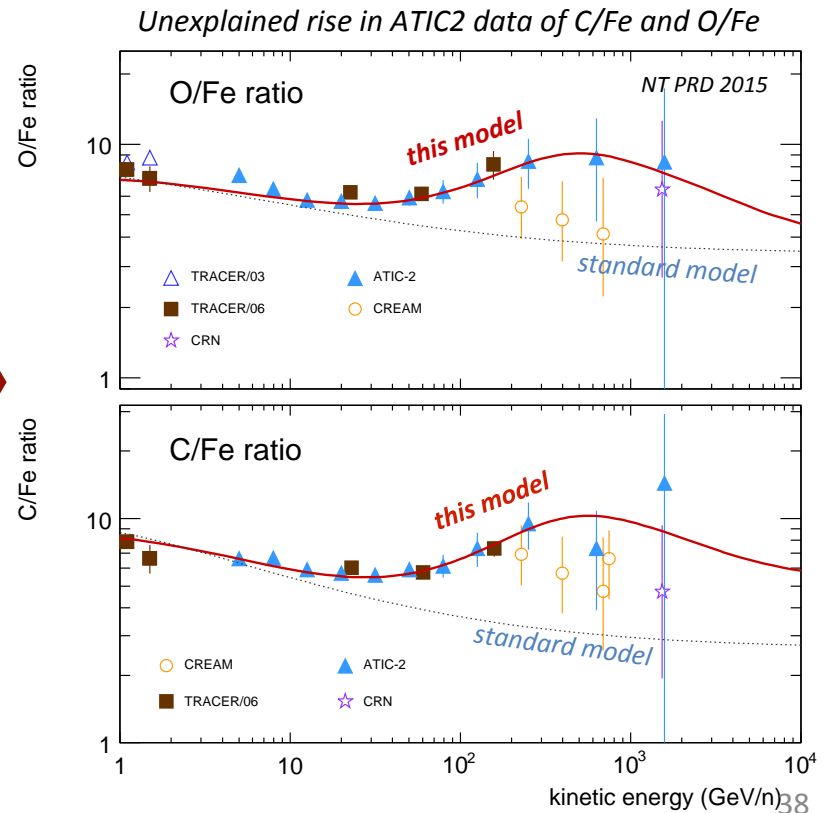 Unexplained rise in ATIC2 data of C/Fe and O/Fe
O/Fe ratio
O/Fe ratio
NT PRD 2015
this model
standard model
10
1
TRACER/03
ATIC-2
TRACER/06
CREAM
CRN
C/Fe ratio
C/Fe ratio
this model
standard model
10
1
CREAM
ATIC-2
TRACER/06
CRN
1
10
10²
10³
10⁴
kinetic energy (GeV/n)
38